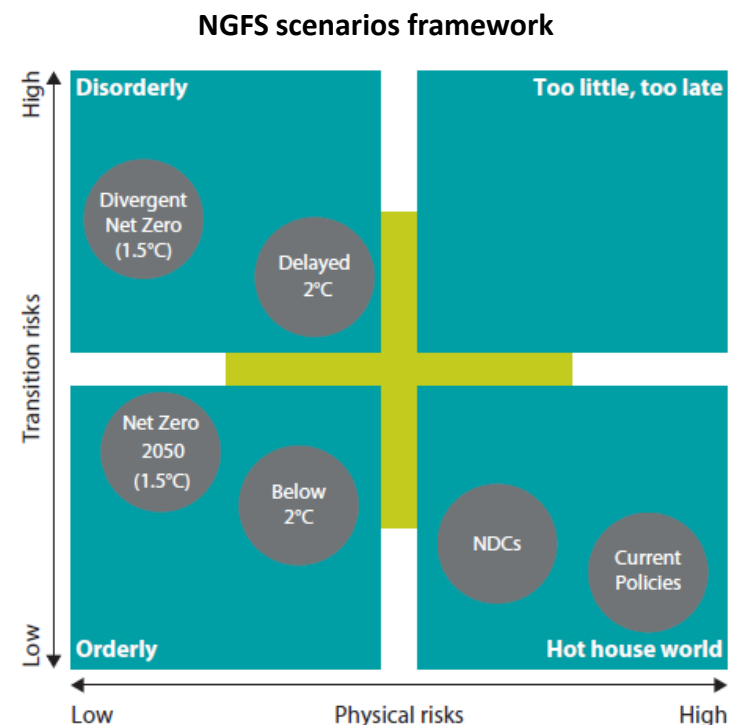 NGFS scenarios framework
High
Disorderly
Too little, too late
Divergent
Net Zero
(1.5°C)
Delayed
2°C
Transition risks
Net Zero
2050
(1.5°C)
Below
2°C
NDCs
Current
Policies
Low
Orderly
Hot house world
Low
Physical risks
High